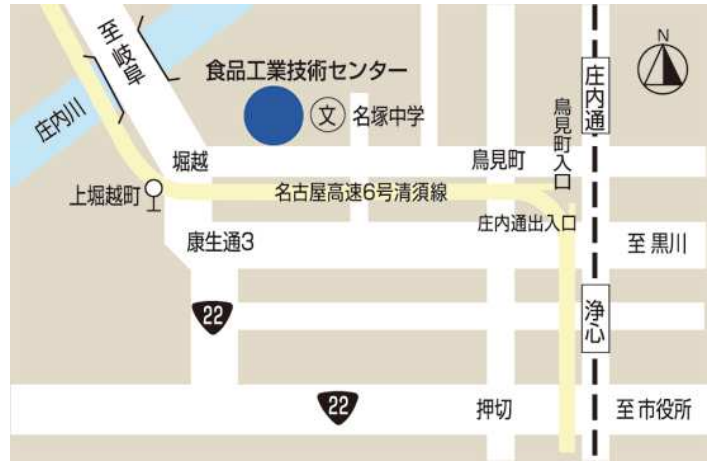 至岐阜
食品工業技術センター
N
庄内通
庄内川
文
名塚中学
鳥見町入口
堀越
鳥見町
上堀越町
名古屋高速6号清須線
庄内通出入口
康生通3
至 黒川
22
浄心
22
押切
至 市役所